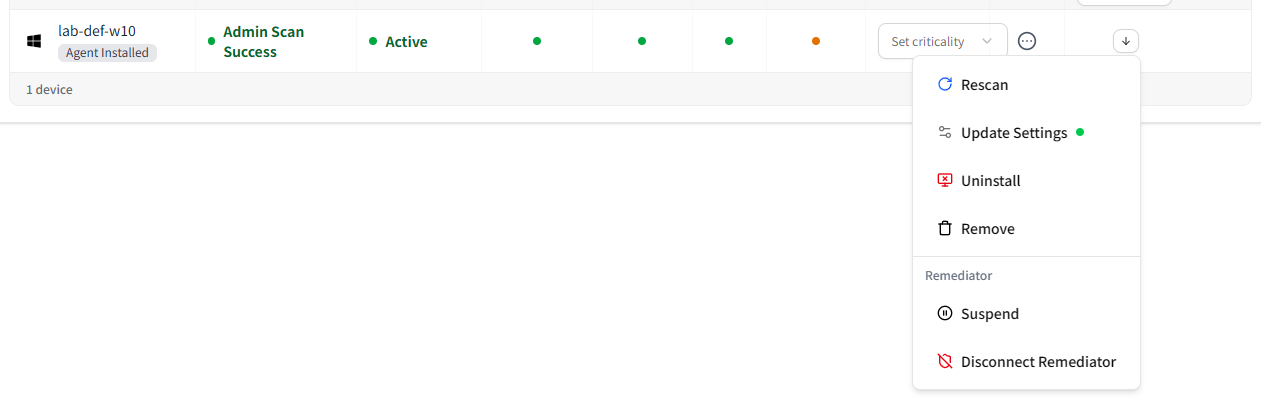 lab-def-w10
Agent Installed
Admin Scan
Success
Active
Set criticality
1 device
Rescan
Update Settings
Uninstall
Remove
Remediator
Suspend
Disconnect Remediator